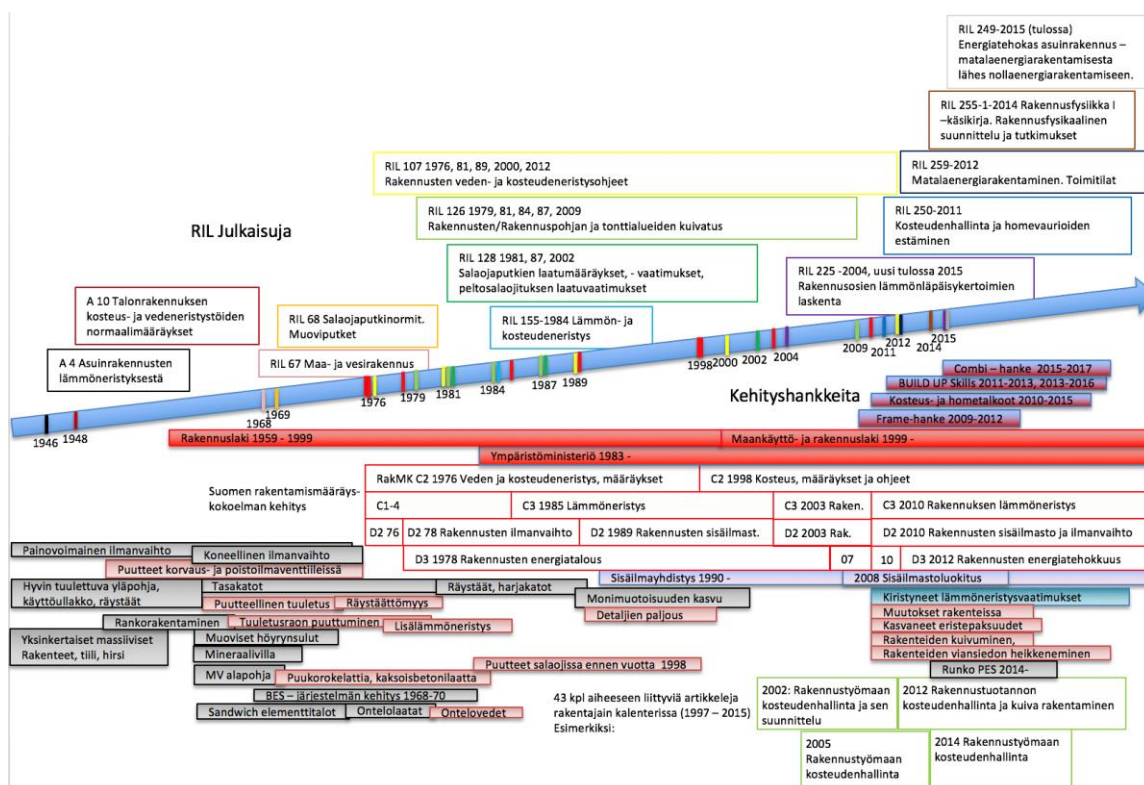 RIL 249-2015 (tulossa)
Energiatehokas asuinrakennus –
matalaenergiarakentamisesta
lähes nollaenergiarakentamiseen.
RIL 255-1-2014 Rakennusfysiikka I
–käsikirja. Rakennusfysikaalinen
suunnittelu ja tutkimukset
RIL 107 1976, 81, 89, 2000, 2012
Rakennusten veden- ja kosteudeneristysohjeet
RIL 259-2012
Matalaenergiarakentaminen. Toimitilat
RIL 126 1979, 81, 84, 87, 2009
Rakennusten/Rakennuspohjan ja tonttialueiden kuivatus
RIL 250-2011
Kosteudenhallinta ja homevaurioiden
estäminen
RIL Julkaisuja
RIL 128 1981, 87, 2002
Salaojaputkien laatumääräykset, - vaatimukset,
peltosalaojituksen laatuvaatimukset
RIL 225 -2004, uusi tulossa 2015
Rakennusosien lämmönläpäisykertoimien
laskenta
A 10 Talonrakennuksen
kosteus- ja vedeneristystöiden
normaalimääräykset
RIL 68 Salaojaputkinormit.
Muoviputket
RIL 155-1984 Lämmön- ja
kosteudeneristys
A 4 Asuinrakennusten
lämmöneristyksestä
RIL 67 Maa- ja vesirakennus
1946
1948
1968
1969
1976
1979
1981
1987
1989
1998
2000
2002
2004
2009
2011
2012
2014
2015
Kehityshankkeita
Combi – hanke 2015-2017
BUILD UP Skills 2011-2013, 2013-2016
Kosteus- ja hometalkoot 2010-2015
Frame-hanke 2009-2012
Rakennuslaki 1959 - 1999
Maankäyttö- ja rakennuslaki 1999 -
Ympäristöministeriö 1983 -
Suomen rakentamismääräys-
kokoelman kehitys
RakMK C2 1976 Veden ja kosteudeneristys, määräykset
C2 1998 Kosteus, määräykset ja ohjeet
C1-4
C3 1985 Lämmöneristys
C3 2003 Raken.
C3 2010 Rakennuksen lämmöneristys
D2 76
D2 78 Rakennusten ilmanvaihto
D2 1989 Rakennusten sisäilmast.
D2 2003 Rak.
D2 2010 Rakennusten sisäilmasto ja ilmanvaihto
D3 1978 Rakennusten energiatalous
07
10
D3 2012 Rakennusten energiatehokkuus
Painovoimainen ilmanvaihto
Koneellinen ilmanvaihto
Puutteet korvaus- ja poistoilmaventtiileissä
Sisäilmayhdistys 1990 -
2008 Sisäilmastoluokitus
Hyvin tuulettuva yläpohja,
käyttöullakko, räystäät
Tasakatot
Räystäät, harjakatot
Monimuotoisuuden kasvu
Kiristyneet lämmöneristysvaatimukset
Puutteellinen tuuletus
Räystäättömyys
Detaljien paljous
Muutokset rakenteissa
Rankorakentaminen
Tuuletusraon puuttuminen
Lisälämmöneristys
Kasvaneet eristepaksuudet
Yksinkertaiset massiiviset
Rakenteet, tiili, hirsi
Muoviset höyrynsulut
Mineraalivilla
Rakenteiden kuivuminen,
Rakenteiden viansiedon heikkeneminen
MV alapohja
Puukorokelattia, kaksoisbetonilaatta
Puutteet salaojissa ennen vuotta 1998
Runko PES 2014-
BES – järjestelmän kehitys 1968-70
Sandwich elementtitalot
Ontelolaatat
Ontelovedet
43 kpl aiheeseen liittyviä artikkeleja
rakentajain kalenterissa (1997 – 2015)
Esimerkiksi:
2002: Rakennustyömaan
kosteudenhallinta ja sen
suunnittelu
2012 Rakennustuotannon
kosteudenhallinta ja kuiva rakentaminen
2005
Rakennustyömaan
kosteudenhallinta
2014 Rakennustyömaan
kosteudenhallinta